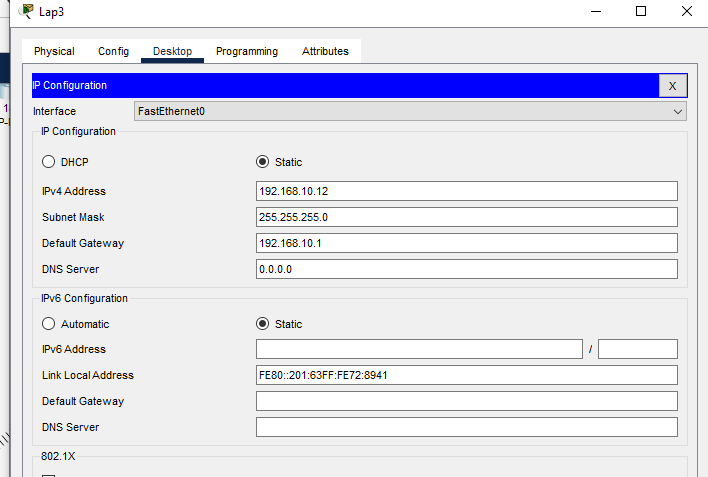 Lap3
Physical Config Desktop Programming Attributes
IP Configuration X
Interface FastEthernet0
IP Configuration
DHCP Static
IPv4 Address 192.168.10.12
Subnet Mask 255.255.255.0
Default Gateway 192.168.10.1
DNS Server 0.0.0.0
IPv6 Configuration
Automatic Static
IPv6 Address /
Link Local Address FE80::201:63FF:FE72:8941
Default Gateway
DNS Server
802.1X